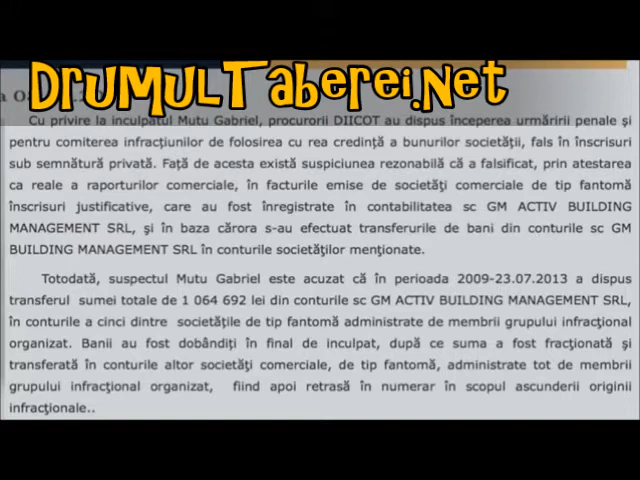 DrumulTaberei.Net
Cu privire la inculpatul Mutu Gabriel, procurorii DIICOT au dispus începerea urmăririi penale şi
pentru comiterea infracţiunilor de folosirea cu rea credinţă a bunurilor societăţii, fals în înscrisuri
sub semnătură privată. Faţă de acesta există suspiciunea rezonabilă că a falsificat, prin atestarea
ca reale a raporturilor comerciale, în facturile emise de societăţi comerciale de tip fantomă
înscrisuri justificative, care au fost înregistrate în contabilitatea sc GM ACTIV BUILDING
MANAGEMENT SRL, şi în baza cărora s-au efectuat transferurile de bani din conturile sc GM
BUILDING MANAGEMENT SRL în conturile societăţilor menţionate.
Totodată, suspectul Mutu Gabriel este acuzat că în perioada 2009-23.07.2013 a dispus
transferul sumei totale de 1 064 692 lei din conturile sc GM ACTIV BUILDING MANAGEMENT SRL,
în conturile a cinci dintre societăţile de tip fantomă administrate de membrii grupului infracţional
organizat. Banii au fost dobândiţi în final de inculpat, după ce suma a fost fracţionată şi
transferată în conturile altor societăţi comerciale, de tip fantomă, administrate tot de membrii
grupului infracţional organizat, fiind apoi retrasă în numerar în scopul ascunderii originii
infracţionale..